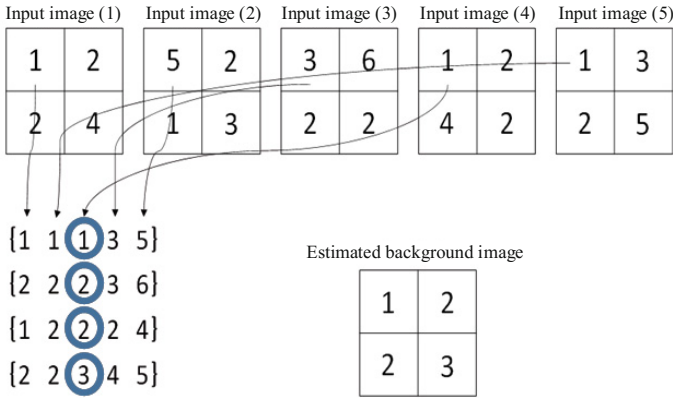 Input image (1) Input image (2) Input image (3) Input image (4) Input image (5)
1 2 5 2 3 6 1 2 1 3
2 4 1 3 2 2 4 2 2 5
{1 1 1 3 5}
{2 2 2 3 6}
{1 2 2 2 4}
{2 2 3 4 5}
Estimated background image
1 2
2 3